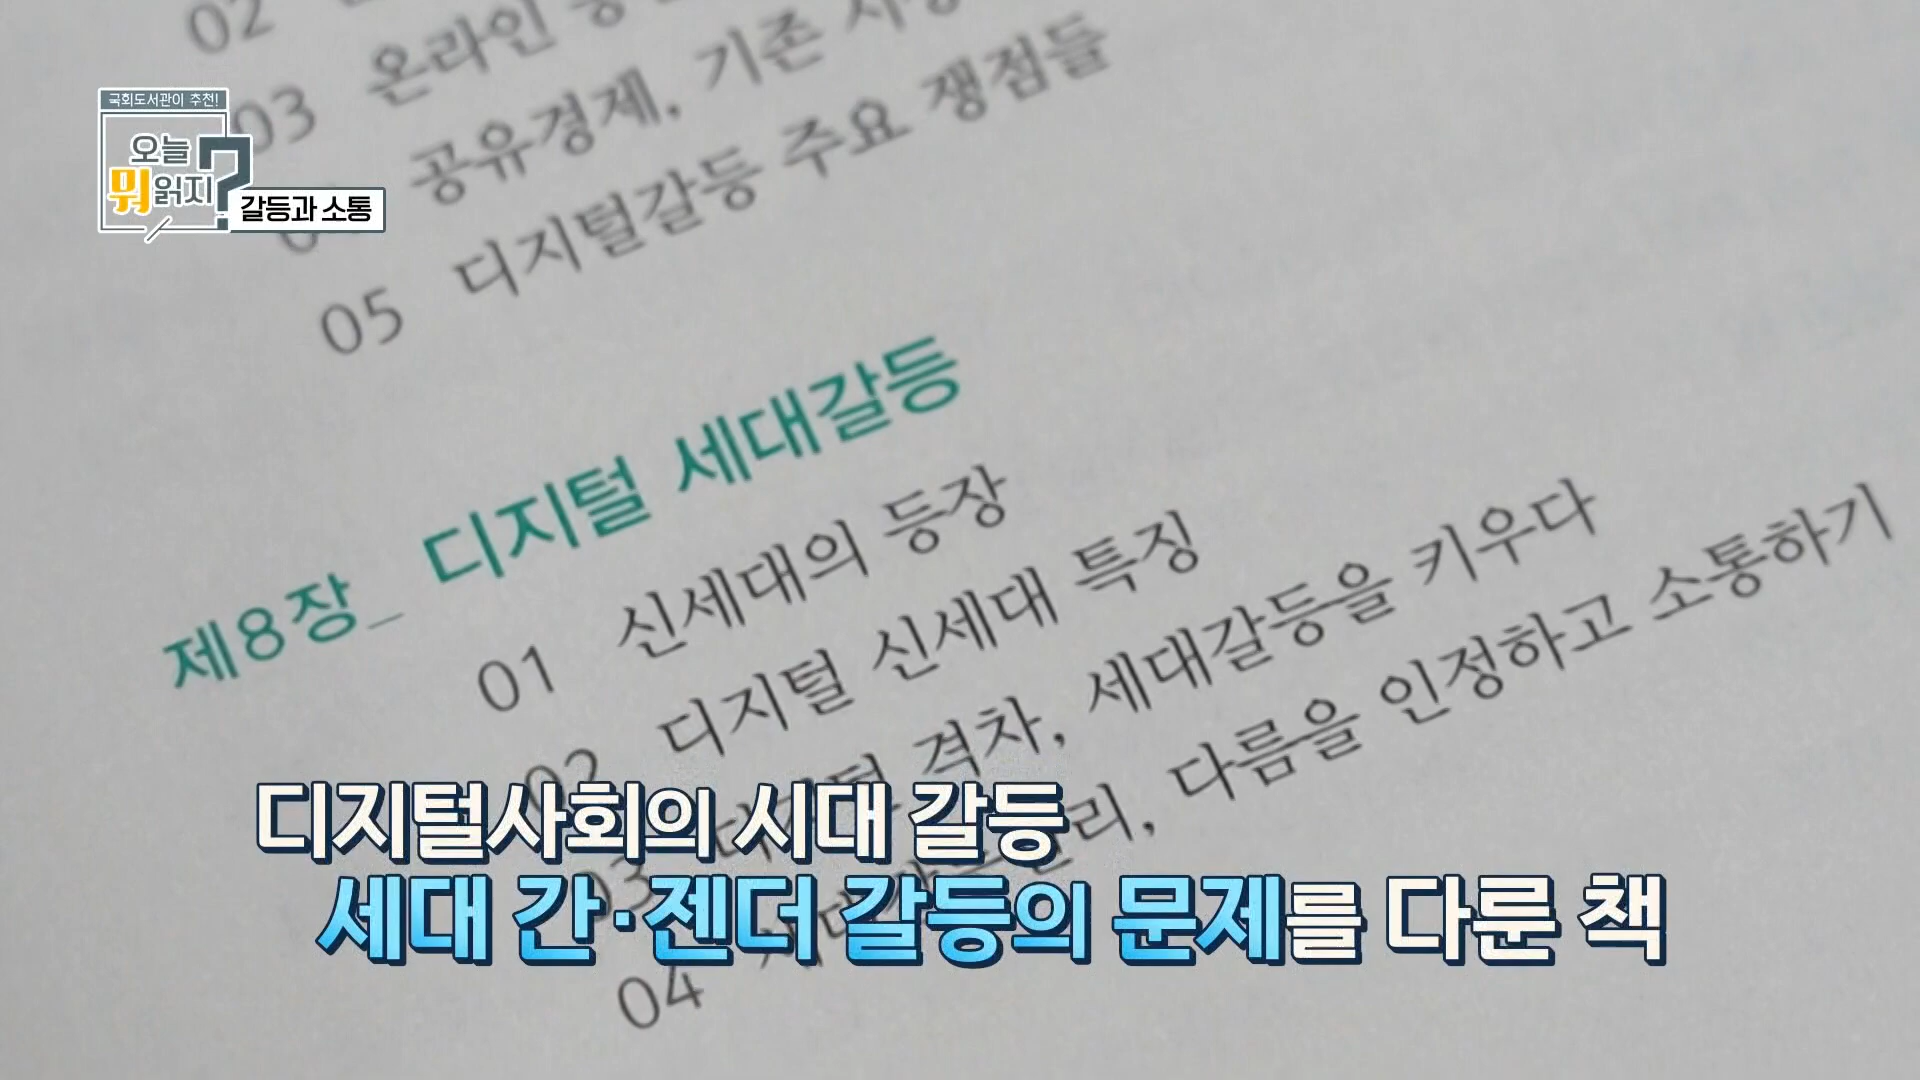 국회도서관이 추천!
오늘
뭐읽지?
갈등과 소통
02
03 온라인
공유경제, 기존
05 디지털갈등 주요 쟁점들
제8장_ 디지털 세대갈등
01 신세대의 등장
02 디지털 신세대 특징
03 격차, 세대갈등을 키우다
04 다름을 인정하고 소통하기
디지털사회의 시대 갈등
세대 간·젠더 갈등의 문제를 다룬 책